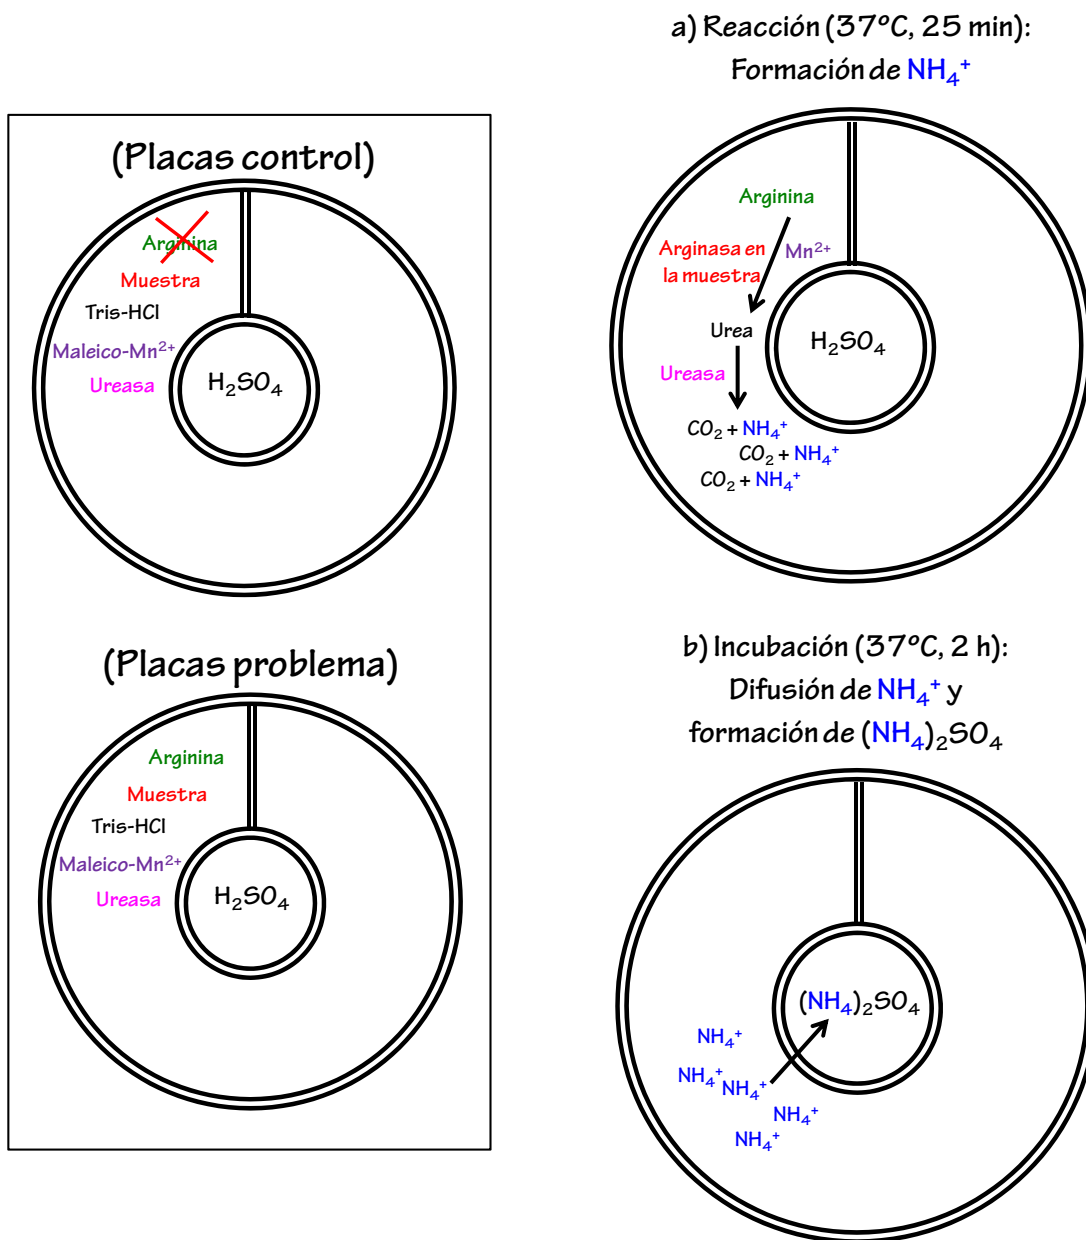 (Placas control)
Arginina
Muestra
Tris-HCl
Maleico-Mn²⁺
Ureasa
H₂SO₄
(Placas problema)
Arginina
Muestra
Tris-HCl
Maleico-Mn²⁺
Ureasa
H₂SO₄
a) Reacción (37ºC, 25 min):
Formación de NH₄⁺
Arginina
Arginasa en
la muestra
Mn²⁺
Urea
H₂SO₄
Ureasa
CO₂ + NH₄⁺
CO₂ + NH₄⁺
CO₂ + NH₄⁺
b) Incubación (37ºC, 2 h):
Difusión de NH₄⁺ y
formación de (NH₄)₂SO₄
(NH₄)₂SO₄
NH₄⁺
NH₄⁺
NH₄⁺
NH₄⁺
NH₄⁺